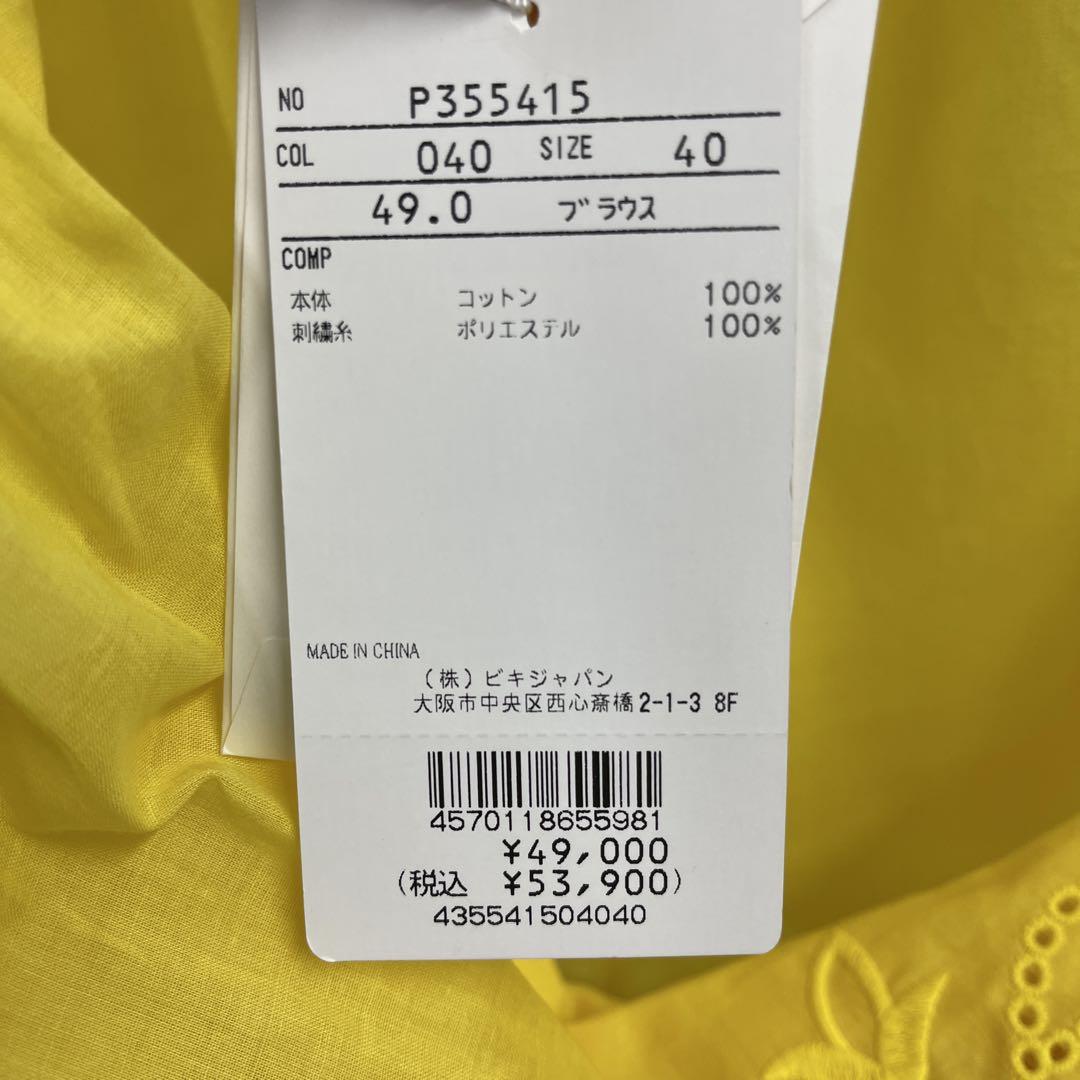 NO P355415
COL 040 SIZE 40
49.0 ブラウス
COMP
本体 コットン 100%
刺繍糸 ポリエステル 100%
MADE IN CHINA
(株)ビキジャパン
大阪市中央区西心斎橋2-1-3 8F
4570118655981
¥49,000
(税込 ¥53,900)
435541504040